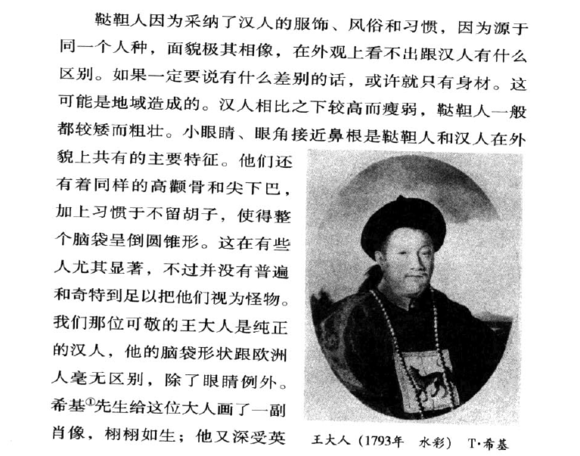 鞑靼人因为采纳了汉人的服饰、风俗和习惯，因为源于
同一个人种，面貌极其相像，在外观上看不出跟汉人有什么
区别。如果一定要说有什么差别的话，或许就只有身材。这
可能是地域造成的。汉人相比之下较高而瘦弱，鞑靼人一般
都较矮而粗壮。小眼睛、眼角接近鼻根是鞑靼人和汉人在外
貌上共有的主要特征。他们还
有着同样的高颧骨和尖下巴，
加上习惯于不留胡子，使得整
个脑袋呈倒圆锥形。这在有些
人尤其显著，不过并没有普遍
和奇特到足以把他们视为怪物。
我们那位可敬的王大人是纯正
的汉人，他的脑袋形状跟欧洲
人毫无区别，除了眼睛例外。
希基①先生给这位大人画了一副
肖像，栩栩如生；他又深受英
王大人（1793年 水彩） T·希基